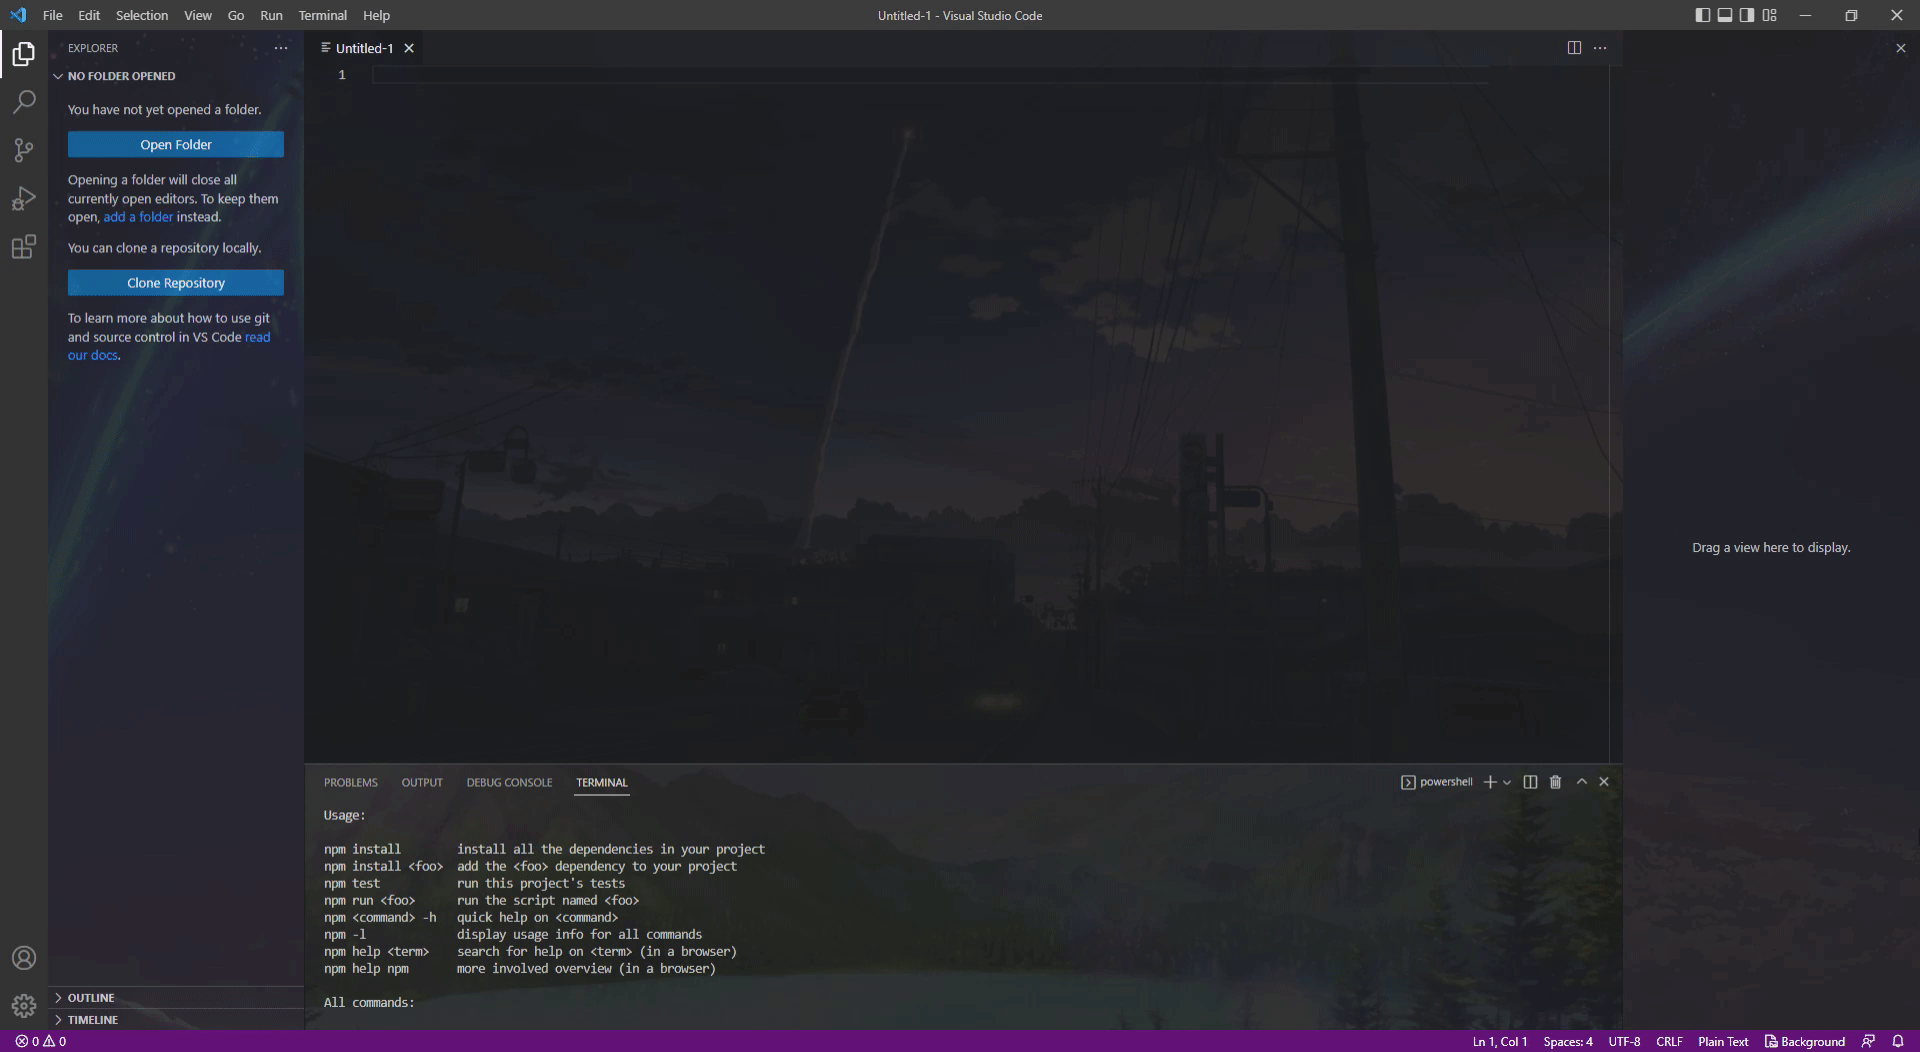 File Edit Selection View Go Run Terminal Help
Untitled-1 - Visual Studio Code
EXPLORER
NO FOLDER OPENED
You have not yet opened a folder.
Open Folder
Opening a folder will close all
currently open editors. To keep them
open, add a folder instead.
You can clone a repository locally.
Clone Repository
To learn more about how to use git
and source control in VS Code read
our docs.
OUTLINE
TIMELINE
Untitled-1
1
Drag a view here to display.
PROBLEMS OUTPUT DEBUG CONSOLE TERMINAL
powershell
Usage:
npm install install all the dependencies in your project
npm install <foo> add the <foo> dependency to your project
npm test run this project's tests
npm run <foo> run the script named <foo>
npm <command> -h quick help on <command>
npm -l display usage info for all commands
npm help <term> search for help on <term> (in a browser)
npm help npm more involved overview (in a browser)
All commands:
0 0
Ln 1, Col 1 Spaces: 4 UTF-8 CRLF Plain Text Background